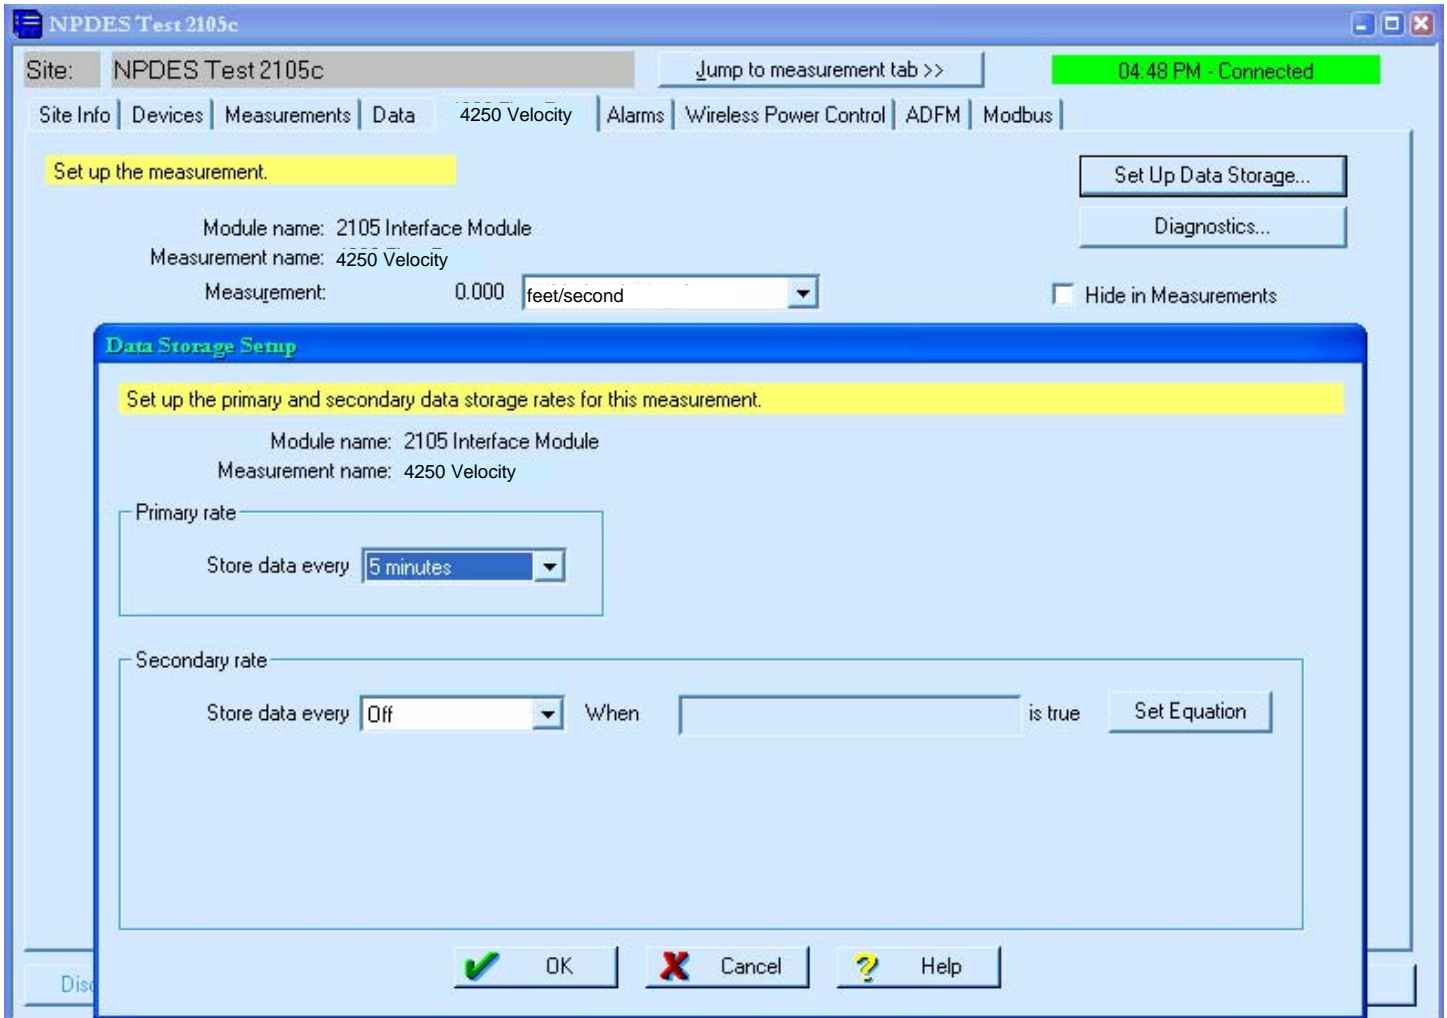 NPDES Test 2105c
Site: NPDES Test 2105c Jump to measurement tab >> 04:48 PM - Connected
Site Info Devices Measurements Data 4250 Velocity Alarms Wireless Power Control ADFM Modbus
Set up the measurement. Set Up Data Storage...
Module name: 2105 Interface Module Diagnostics...
Measurement name: 4250 Velocity
Measurement: 0.000 feet/second Hide in Measurements
Data Storage Setup
Set up the primary and secondary data storage rates for this measurement.
Module name: 2105 Interface Module
Measurement name: 4250 Velocity
Primary rate
Store data every 5 minutes
Secondary rate
Store data every Off When is true Set Equation
OK Cancel Help